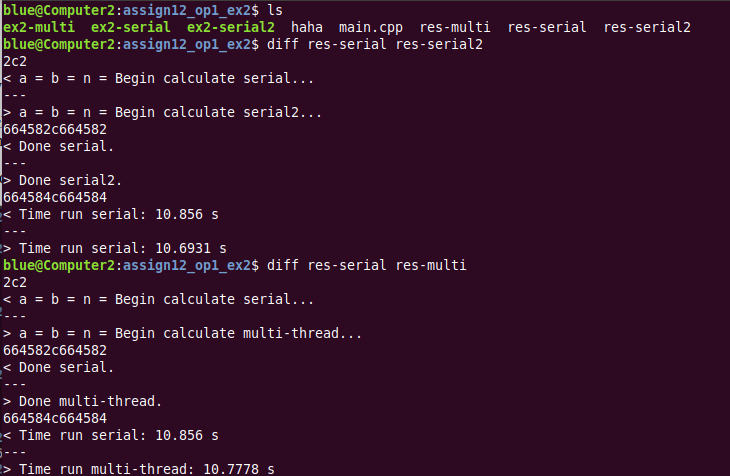 blue@Computer2:assign12_op1_ex2$ ls
ex2-multi ex2-serial ex2-serial2 haha main.cpp res-multi res-serial res-serial2
blue@Computer2:assign12_op1_ex2$ diff res-serial res-serial2
2c2
< a = b = n = Begin calculate serial...
---
> a = b = n = Begin calculate serial2...
664582c664582
< Done serial.
---
> Done serial2.
664584c664584
< Time run serial: 10.856 s
---
> Time run serial: 10.6931 s
blue@Computer2:assign12_op1_ex2$ diff res-serial res-multi
2c2
< a = b = n = Begin calculate serial...
---
> a = b = n = Begin calculate multi-thread...
664582c664582
< Done serial.
---
> Done multi-thread.
664584c664584
< Time run serial: 10.856 s
---
> Time run multi-thread: 10.7778 s